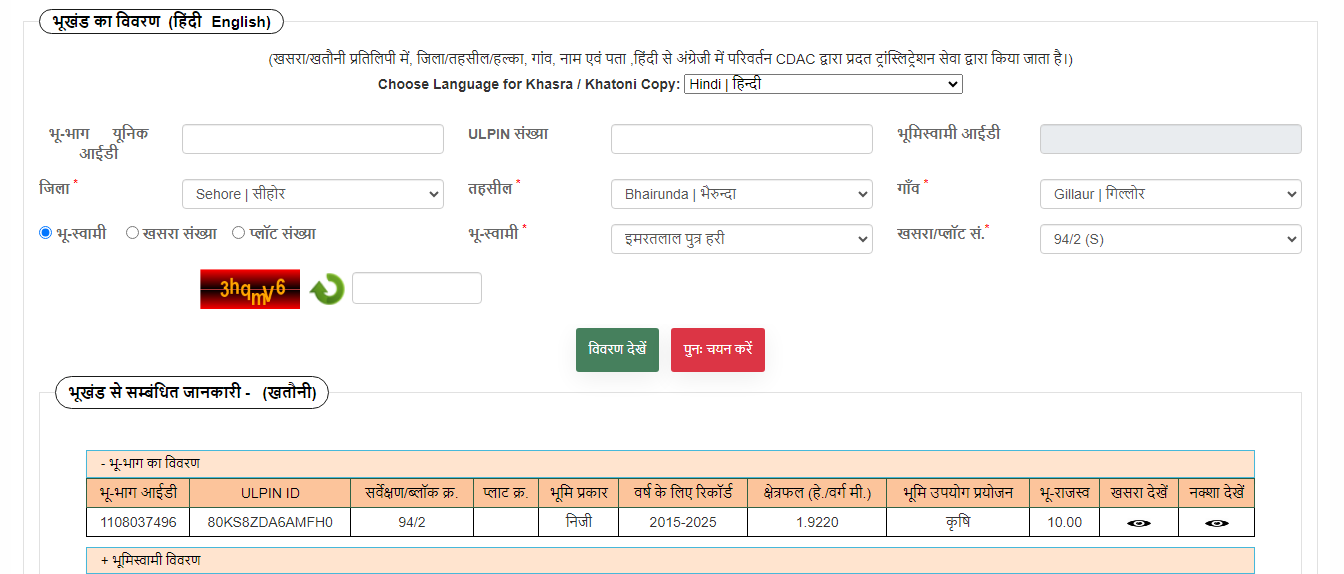 भूखंड का विवरण (हिंदी English)
(खसरा/खतौनी प्रतिलिपी में, जिला/तहसील/हल्का, गांव, नाम एवं पता ,हिंदी से अंग्रेजी में परिवर्तन CDAC द्वारा प्रदत ट्रांस्लिट्रेशन सेवा द्वारा किया जाता है।)
Choose Language for Khasra / Khatoni Copy: Hindi | हिन्दी
भू-भाग यूनिक आईडी
ULPIN संख्या
भूमिस्वामी आईडी
जिला * Sehore | सीहोर तहसील * Bhairunda | भैरुन्दा गाँव * Gillaur | गिल्लोर
भू-स्वामी खसरा संख्या प्लॉट संख्या भू-स्वामी * इमरतलाल पुत्र हरी खसरा/प्लॉट सं.* 94/2 (S)
3hqmV6
विवरण देखें पुनः चयन करें
भूखंड से सम्बंधित जानकारी - (खतौनी)
- भू-भाग का विवरण
भू-भाग आईडी ULPIN ID सर्वेक्षण/ब्लॉक क्र. प्लाट क्र. भूमि प्रकार वर्ष के लिए रिकॉर्ड क्षेत्रफल (हे./वर्ग मी.) भूमि उपयोग प्रयोजन भू-राजस्व खसरा देखें नक्शा देखें
1108037496 80KS8ZDA6AMFH0 94/2 निजी 2015-2025 1.9220 कृषि 10.00
+ भूमिस्वामी विवरण